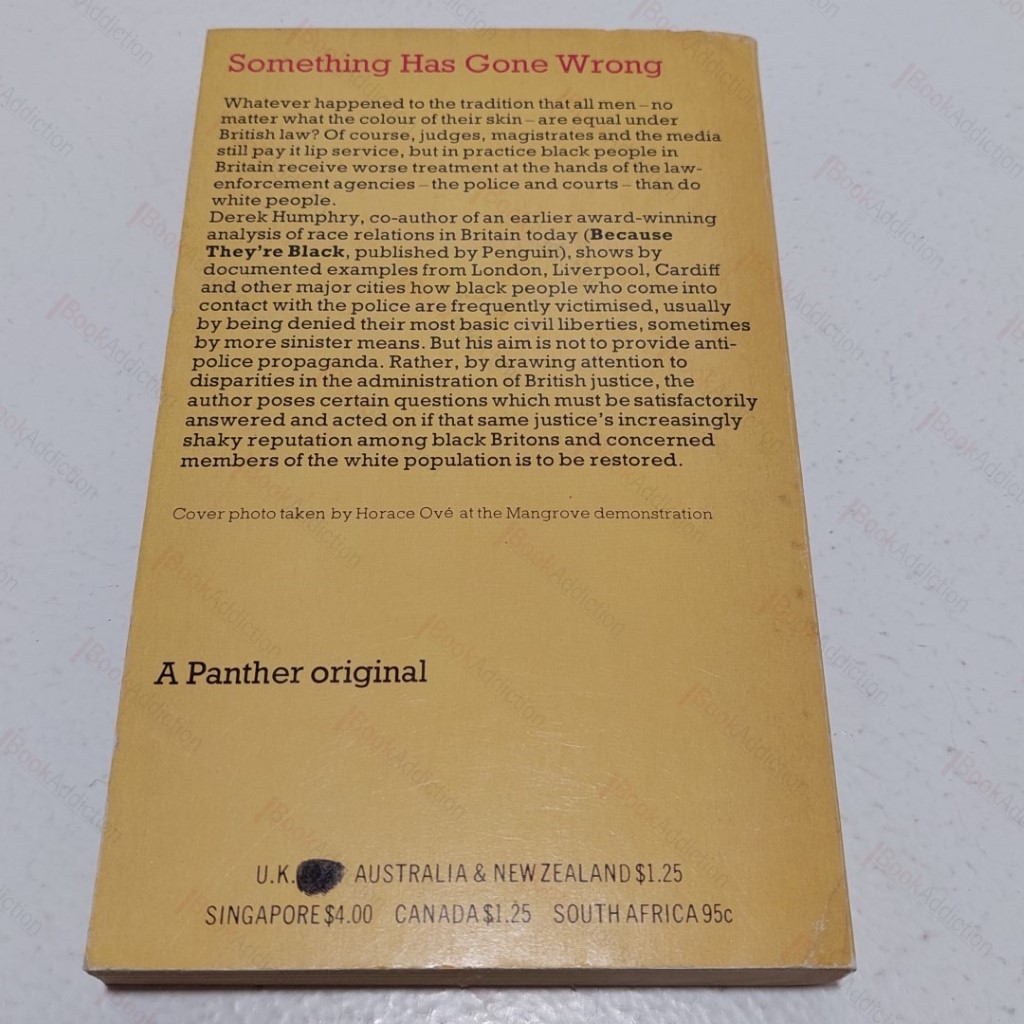 Something Has Gone Wrong
Whatever happened to the tradition that all men – no
matter what the colour of their skin – are equal under
British law? Of course, judges, magistrates and the media
still pay it lip service, but in practice black people in
Britain receive worse treatment at the hands of the law-
enforcement agencies – the police and courts – than do
white people.
Derek Humphry, co-author of an earlier award-winning
analysis of race relations in Britain today (Because
They're Black, published by Penguin), shows by
documented examples from London, Liverpool, Cardiff
and other major cities how black people who come into
contact with the police are frequently victimised, usually
by being denied their most basic civil liberties, sometimes
by more sinister means. But his aim is not to provide anti-
police propaganda. Rather, by drawing attention to
disparities in the administration of British justice, the
author poses certain questions which must be satisfactorily
answered and acted on if that same justice's increasingly
shaky reputation among black Britons and concerned
members of the white population is to be restored.
Cover photo taken by Horace Ové at the Mangrove demonstration
A Panther original
U.K. AUSTRALIA & NEW ZEALAND $1.25
SINGAPORE $4.00 CANADA $1.25 SOUTH AFRICA 95c
BookAddiction